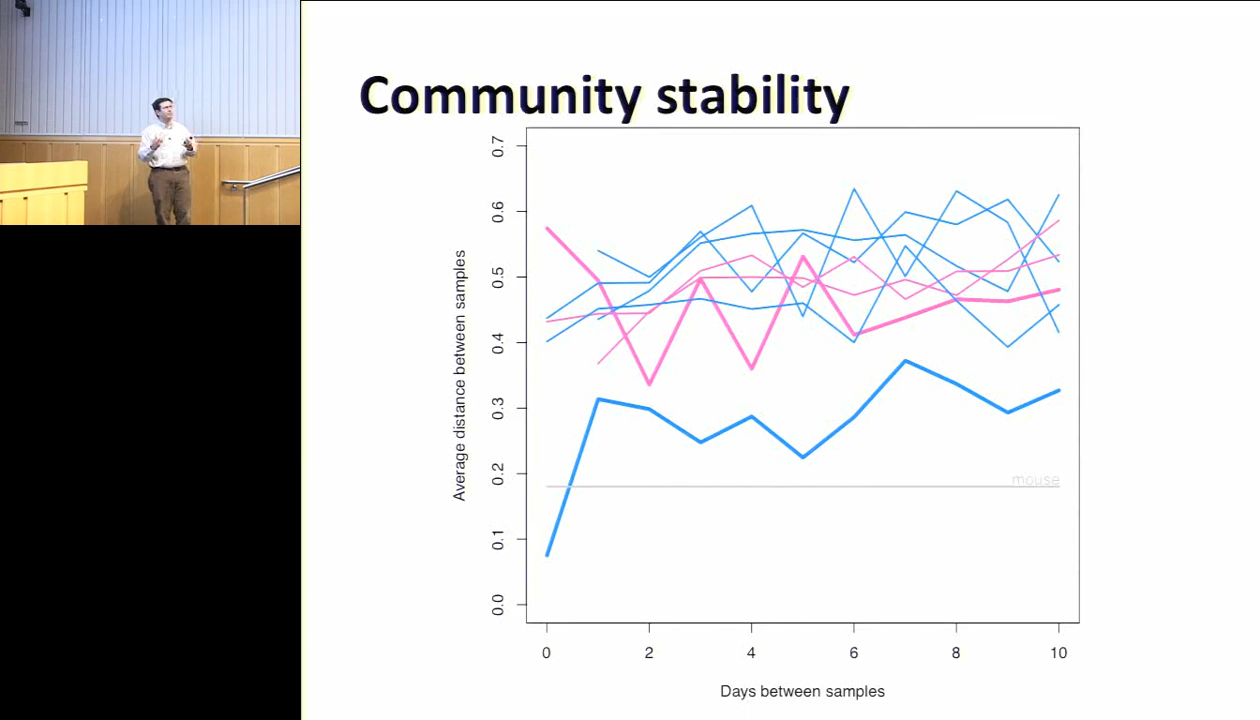 Community stability
0.7
0.6
0.5
0.4
0.3
0.2
0.1
0.0
Average distance between samples
mouse
0 2 4 6 8 10
Days between samples